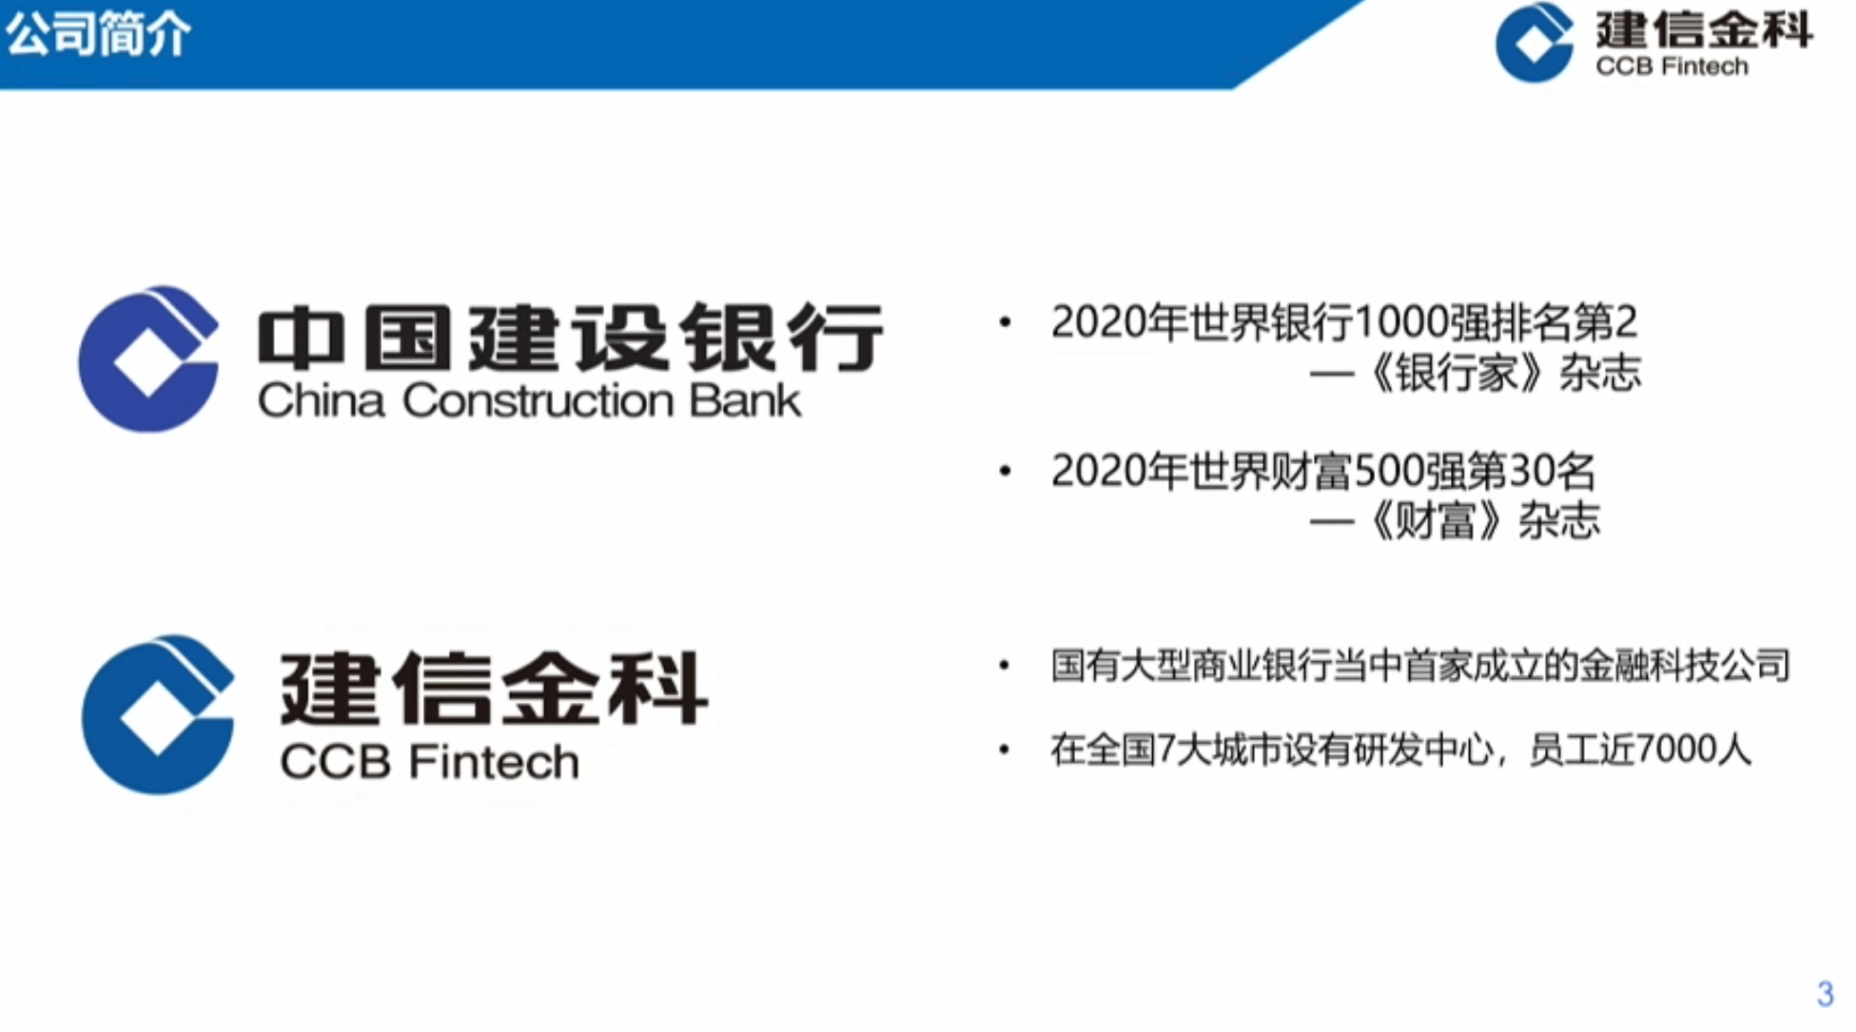 公司简介
建信金科
CCB Fintech
中国建设银行
China Construction Bank
• 2020年世界银行1000强排名第2
—《银行家》杂志
• 2020年世界财富500强第30名
—《财富》杂志
建信金科
CCB Fintech
• 国有大型商业银行当中首家成立的金融科技公司
• 在全国7大城市设有研发中心，员工近7000人
3